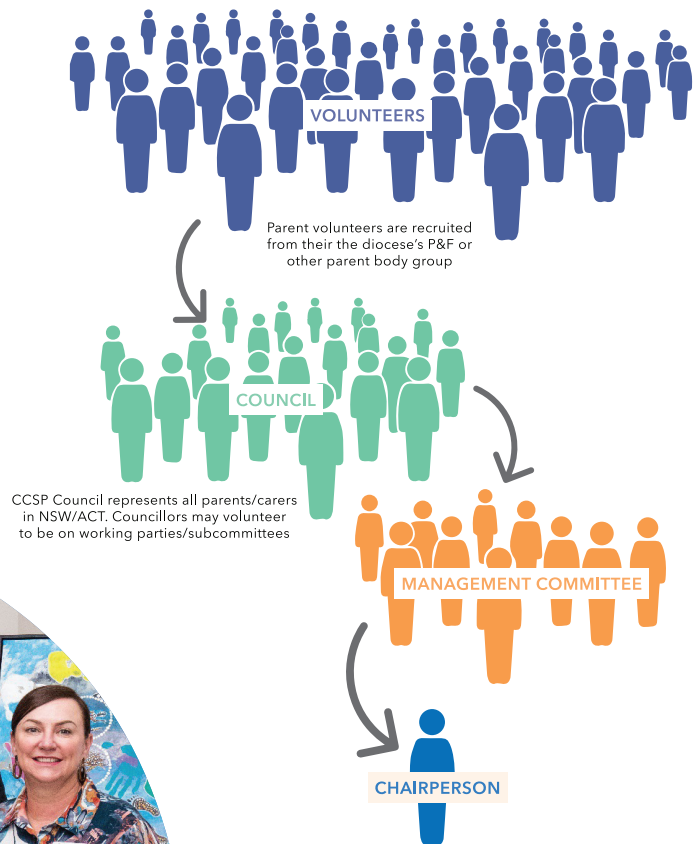 VOLUNTEERS
Parent volunteers are recruited
from their the diocese's P&F or
other parent body group
COUNCIL
CCSP Council represents all parents/carers
in NSW/ACT. Councillors may volunteer
to be on working parties/subcommittees
MANAGEMENT COMMITTEE
CHAIRPERSON